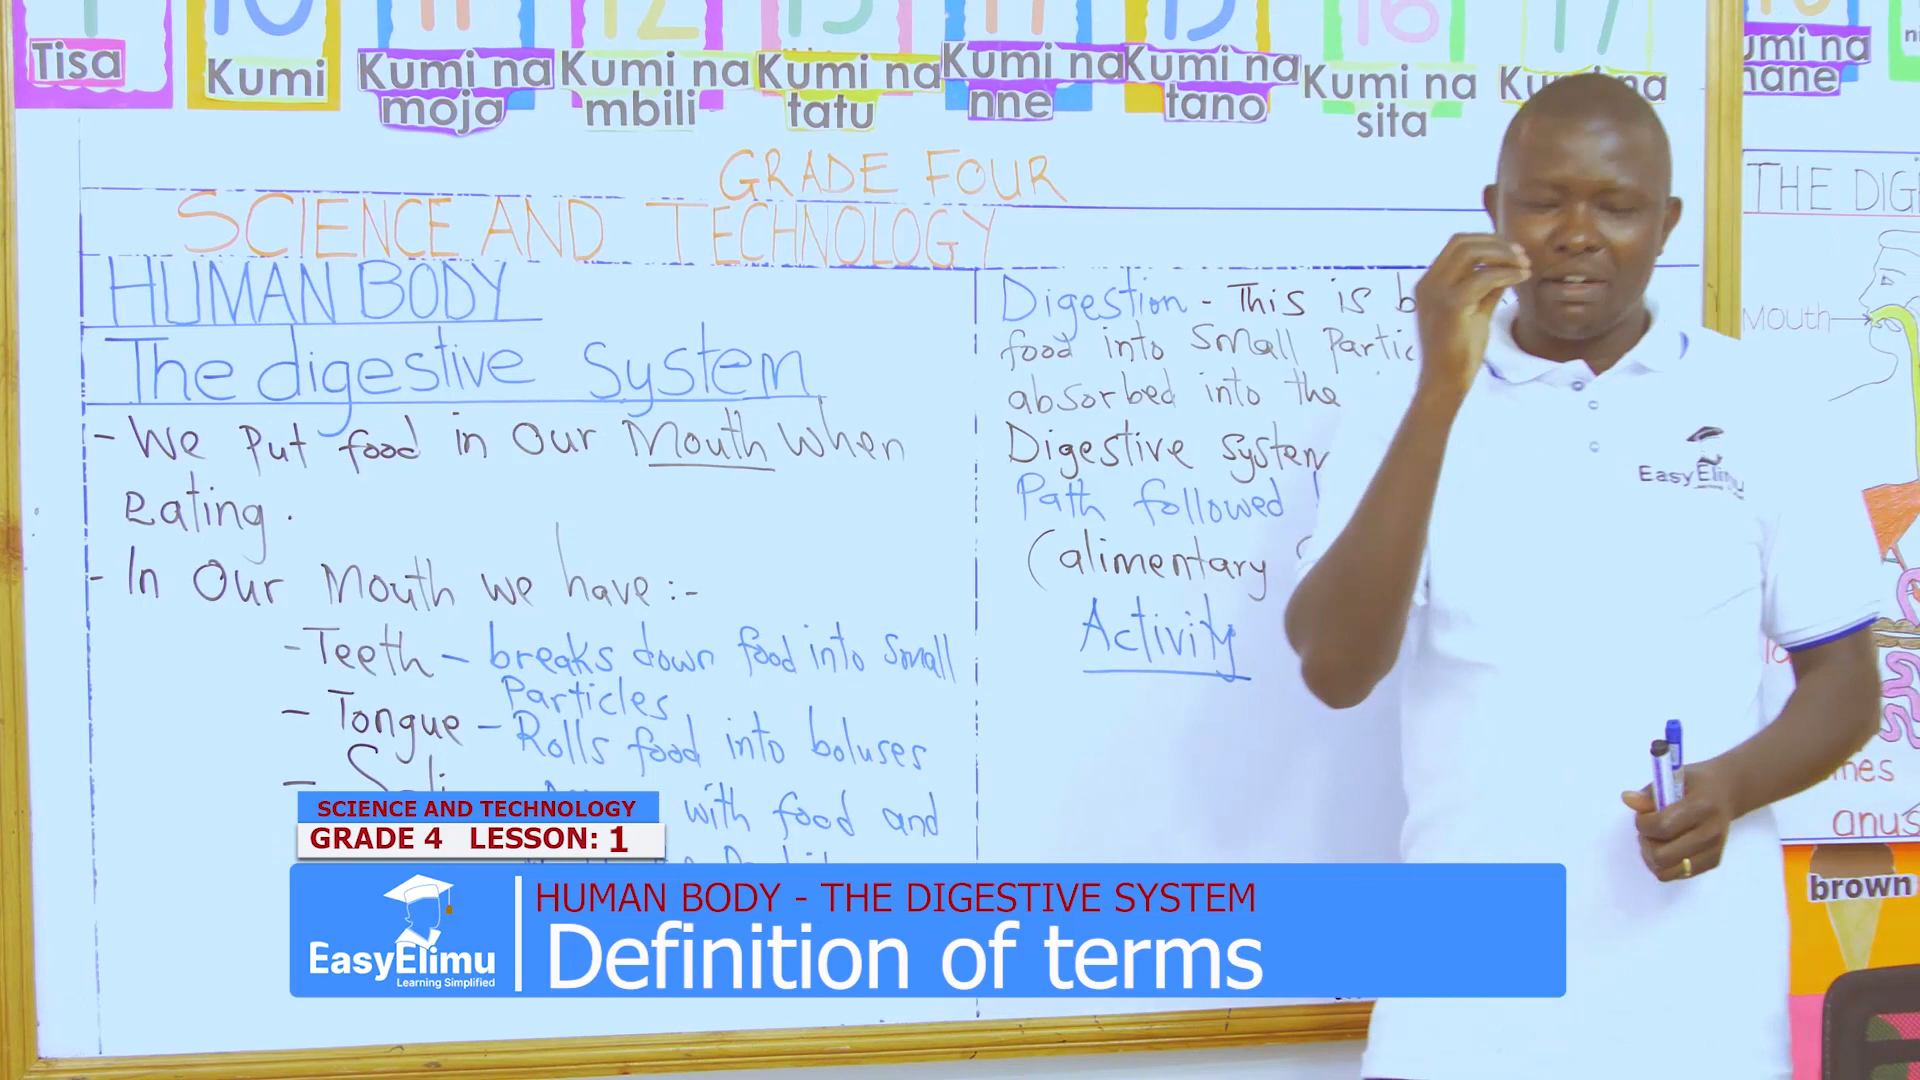 Tisa
Kumi
Kumi na
moja
Kumi na
mbili
Kumi na
tatu
Kumi na
nne
Kumi na
tano
Kumi na
sita
17
nane
GRADE FOUR
SCIENCE AND TECHNOLOGY
HUMAN BODY
The digestive System
- We Put food in Our Mouth When
Eating.
- In Our Mouth we have :-
- Teeth - breaks down food into Small
Particles
- Tongue - Rolls food into boluses
with food and
Digestion - This is
food into Small
absorbed into the
Digestive
Path followed
(alimentary
Activity
THE
Mouth
anus
brown
EasyElimu
SCIENCE AND TECHNOLOGY
GRADE 4 LESSON: 1
HUMAN BODY - THE DIGESTIVE SYSTEM
Definition of terms
EasyElimu
Learning Simplified